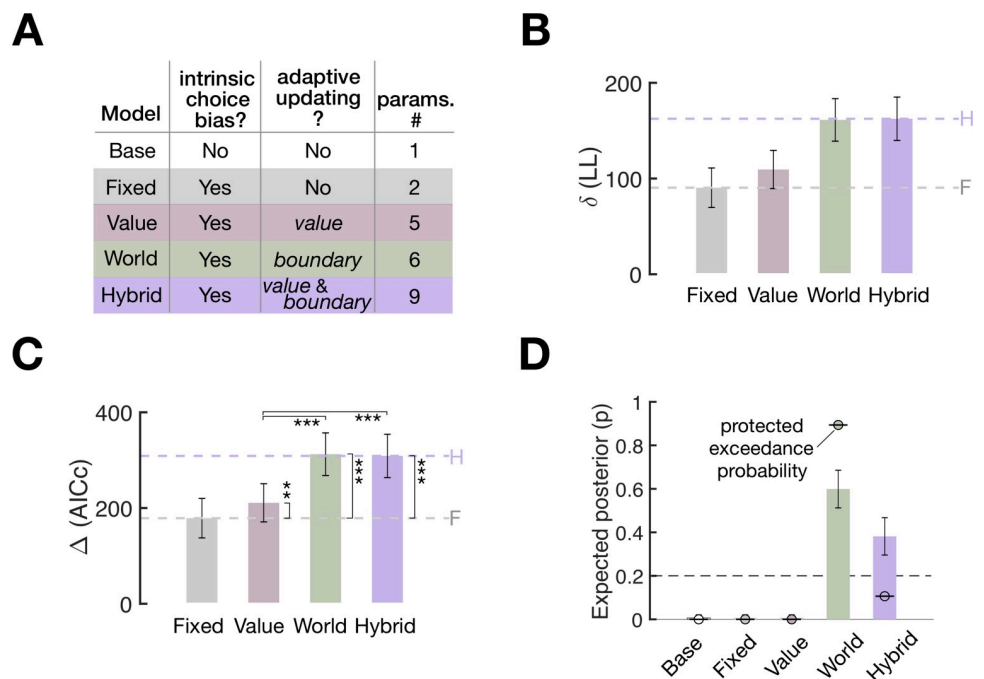 A
Model
intrinsic
choice
bias?
adaptive
updating
?
params.
#
Base No No 1
Fixed Yes No 2
Value Yes value 5
World Yes boundary 6
Hybrid Yes value &
boundary 9
B
δ (LL)
200
100
0
H
F
Fixed Value World Hybrid
C
Δ (AICc)
400
200
0
***
***
**
***
***
H
F
Fixed Value World Hybrid
D
Expected posterior (p)
1
0.8
0.6
0.4
0.2
0
protected
exceedance
probability
Base Fixed Value World Hybrid